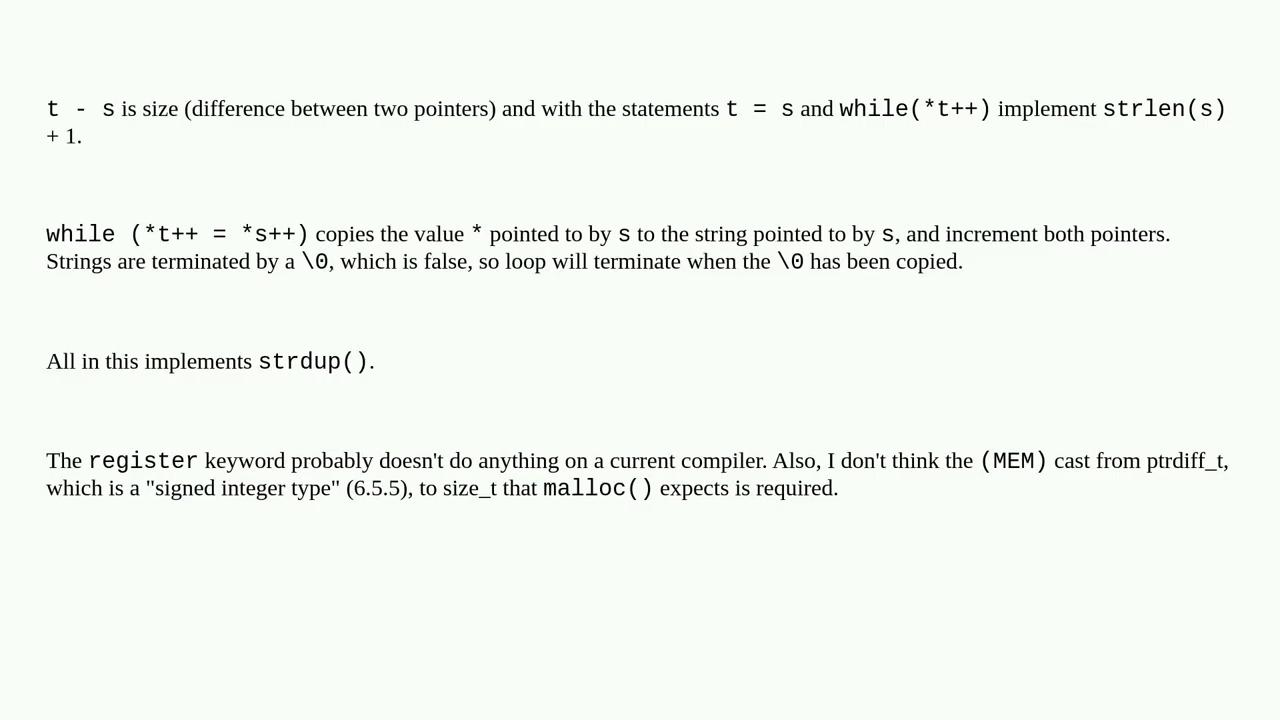 t - s is size (difference between two pointers) and with the statements t = s and while(*t++) implement strlen(s)
+ 1.
while (*t++ = *s++) copies the value * pointed to by s to the string pointed to by s, and increment both pointers.
Strings are terminated by a \0, which is false, so loop will terminate when the \0 has been copied.
All in this implements strdup().
The register keyword probably doesn't do anything on a current compiler. Also, I don't think the (MEM) cast from ptrdiff_t,
which is a "signed integer type" (6.5.5), to size_t that malloc() expects is required.